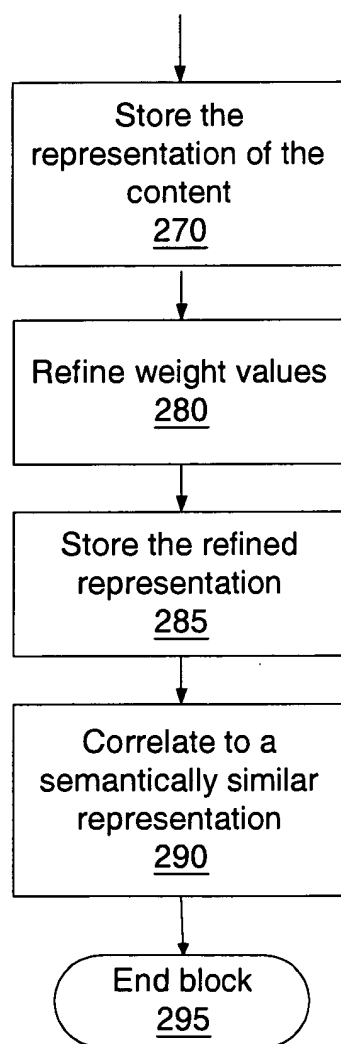 Store the
representation of the
content
270
Refine weight values
280
Store the refined
representation
285
Correlate to a
semantically similar
representation
290
End block
295